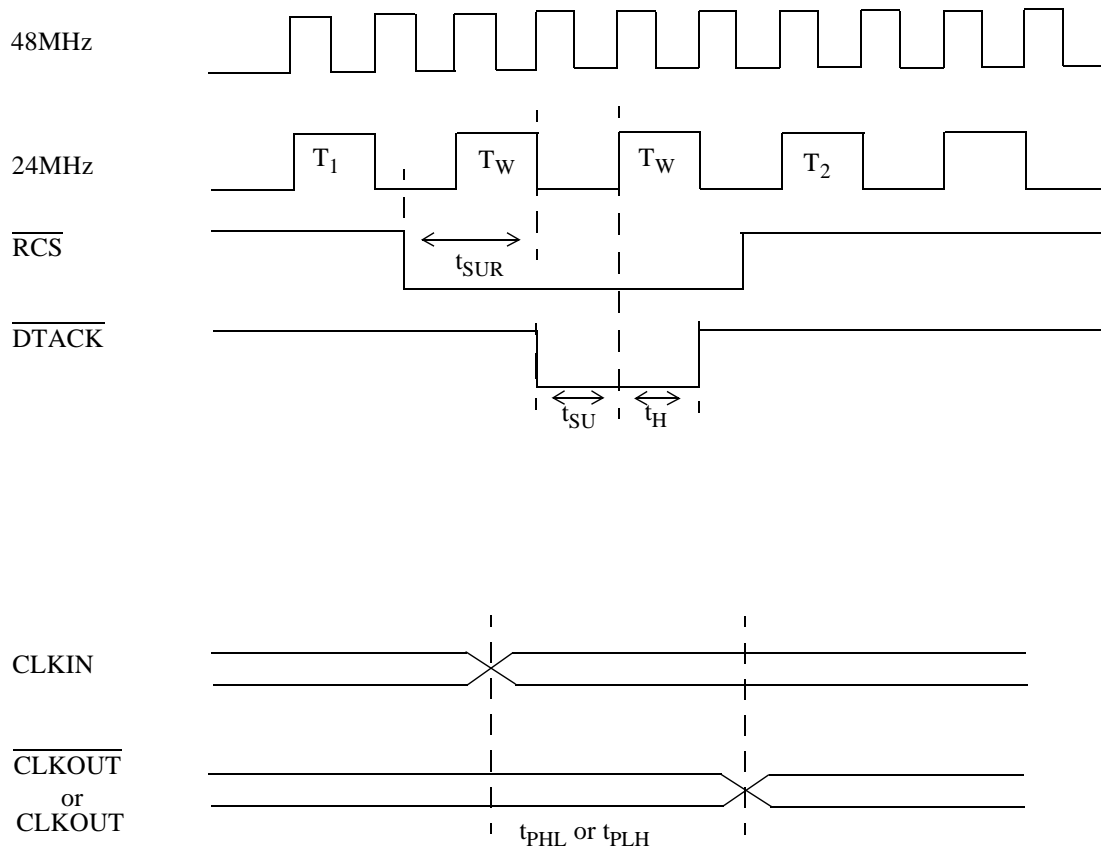 48MHz
24MHz
T1
TW
TW
T2
RCS
tSUR
DTACK
tSU
tH
CLKIN
CLKOUT
or
CLKOUT
tPHL or tPLH